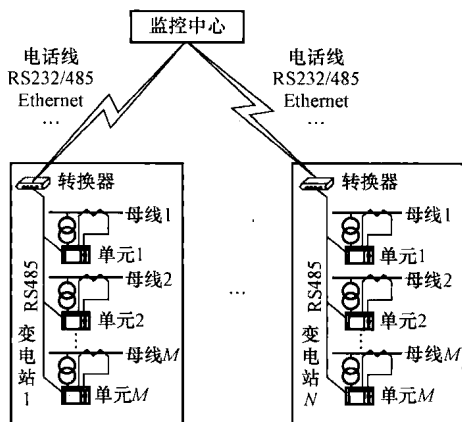 监控中心
电话线
RS232/485
Ethernet
…
电话线
RS232/485
Ethernet
…
转换器
母线1
单元1
母线2
单元2
母线M
单元M
RS485
变电站1
…
转换器
母线1
单元1
母线2
单元2
母线M
单元M
RS485
变电站N